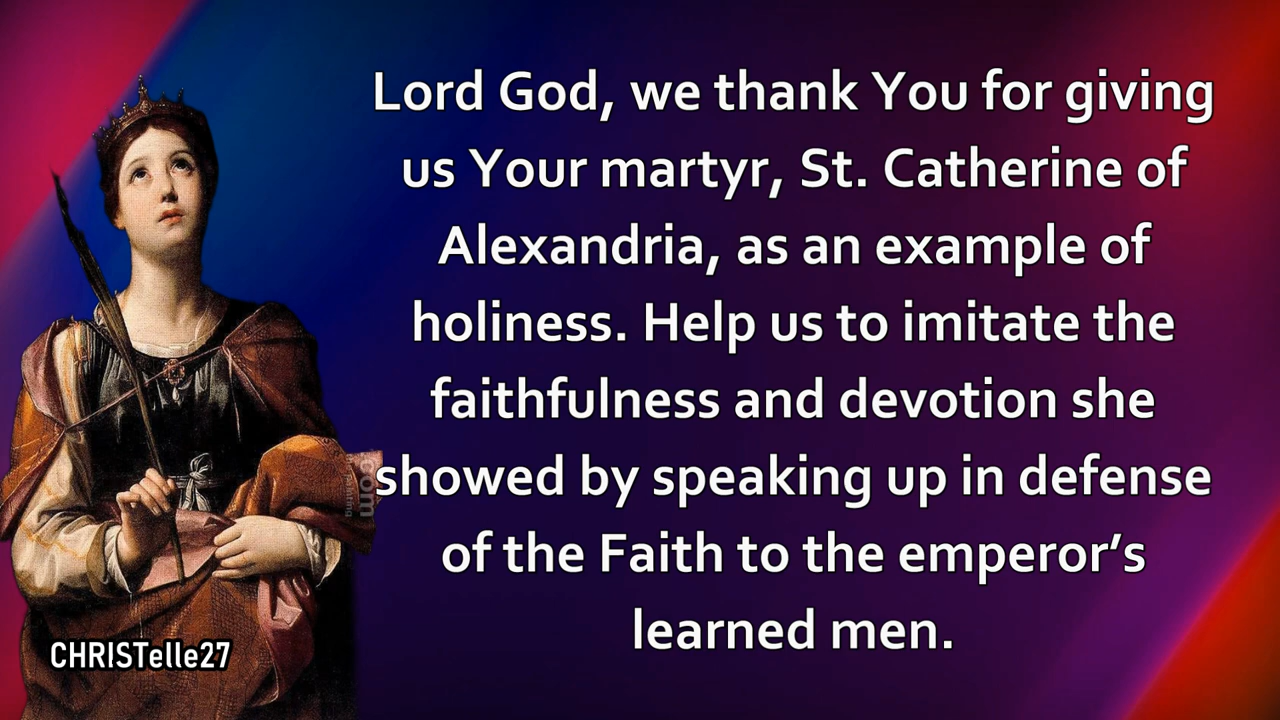 Lord God, we thank You for giving
us Your martyr, St. Catherine of
Alexandria, as an example of
holiness. Help us to imitate the
faithfulness and devotion she
showed by speaking up in defense
of the Faith to the emperor’s
learned men.
CHRISTelle27
com